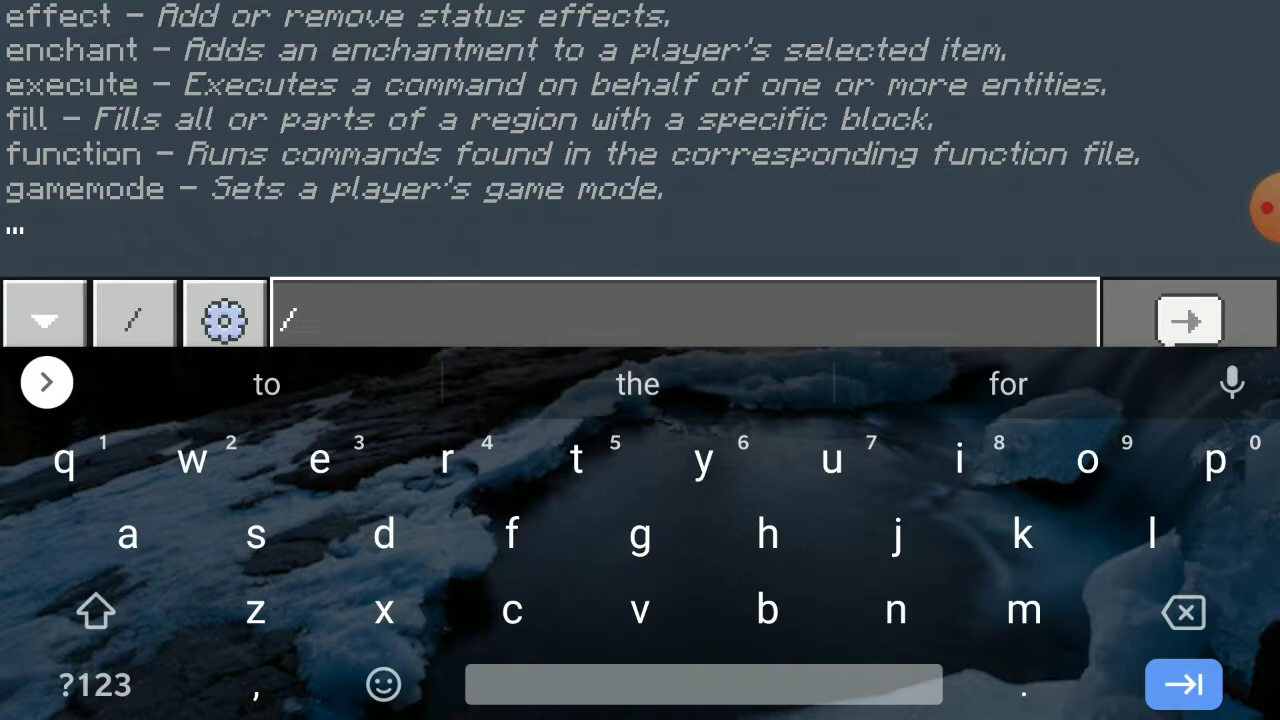 effect - Add or remove status effects.
enchant - Adds an enchantment to a player's selected item.
execute - Executes a command on behalf of one or more entities.
fill - Fills all or parts of a region with a specific block.
function - Runs commands found in the corresponding function file.
gamemode - Sets a player's game mode.
...
/ /
to the for
q 1 w 2 e 3 r 4 t 5 y 6 u 7 i 8 o 9 p 0
a s d f g h j k l
z x c v b n m
?123 , .